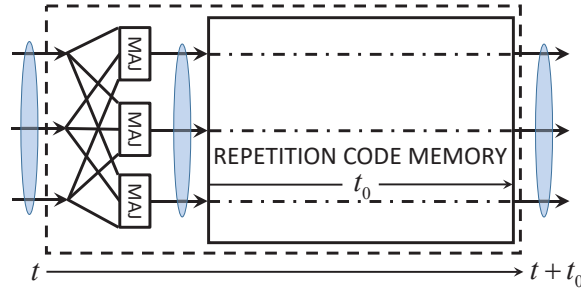 MAJ
MAJ
MAJ
REPETITION CODE MEMORY
t₀
t
t + t₀